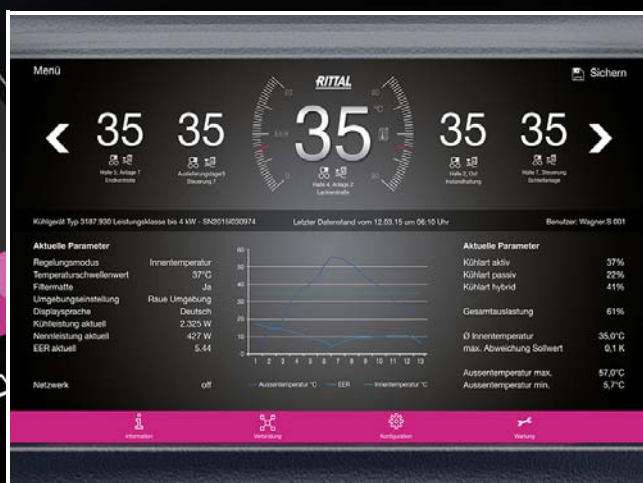 Menü
RITTAL
Sichern
35
35
35
35
35
°C
Halle 5, Anlage 7
Endkontrolle
Auslieferungslager5
Steuerung 7
Halle 4, Anlage 2
Lackierstraße
Halle 2, Ost
Instandhaltung
Halle 7, Steuerung
Schleifanlage
Kühlgerät Typ 3187.930 Leistungsklasse bis 4 kW - SN2015I030974
Letzter Datenstand vom 12.03.15 um 06:10 Uhr
Benutzer: Wagner.S 001
Aktuelle Parameter
Regelungsmodus Innentemperatur
Temperaturschwellenwert 37°C
Filtermatte Ja
Umgebungseinstellung Raue Umgebung
Displaysprache Deutsch
Kühlleistung aktuell 2.325 W
Nennleistung aktuell 427 W
EER aktuell 5.44
Netzwerk off
60
50
40
30
20
10
0
1 2 3 4 5 6 7 8 9 10 11 12 13
Aussentemperatur °C EER Innentemperatur °C
Aktuelle Parameter
Kühlart aktiv 37%
Kühlart passiv 22%
Kühlart hybrid 41%
Gesamtauslastung 61%
Ø Innentemperatur 35,0°C
max. Abweichung Sollwert 0,1 K
Aussentemperatur max. 57,0°C
Aussentemperatur min. 5,7°C
Information
Verbindung
Konfiguration
Wartung